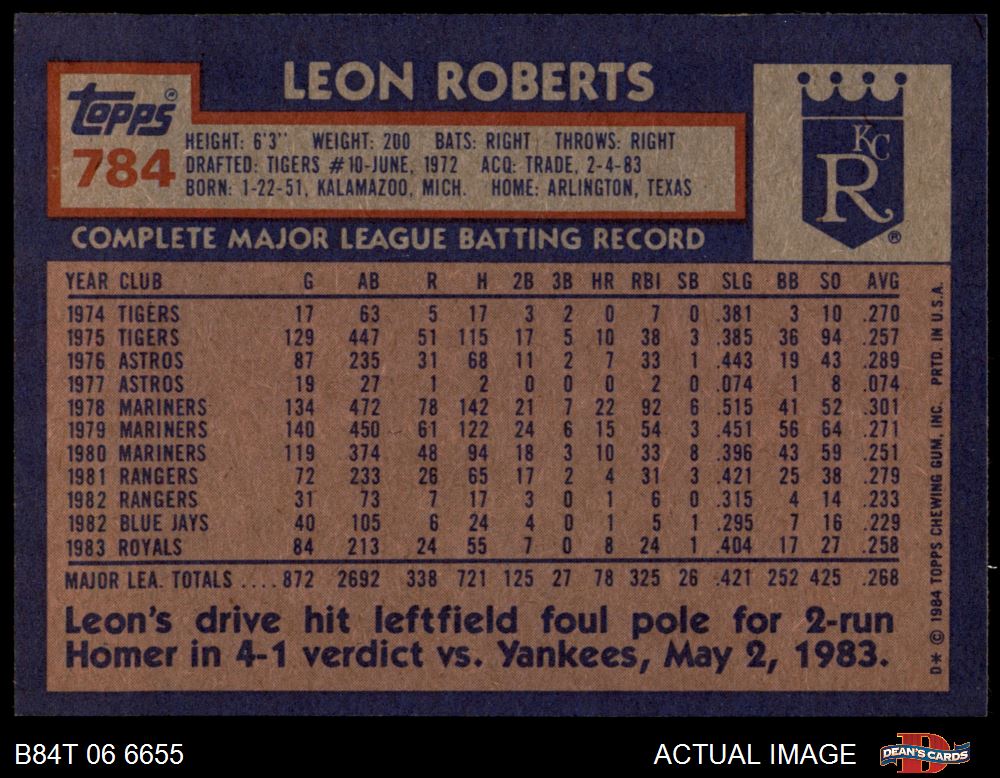 LEON ROBERTS
topps®
784
HEIGHT: 6'3" WEIGHT: 200 BATS: RIGHT THROWS: RIGHT
DRAFTED: TIGERS #10-JUNE, 1972 ACQ: TRADE, 2-4-83
BORN: 1-22-51, KALAMAZOO, MICH. HOME: ARLINGTON, TEXAS
KC
R
®
COMPLETE MAJOR LEAGUE BATTING RECORD
YEAR CLUB G AB R H 2B 3B HR RBI SB SLG BB SO AVG
1974 TIGERS 17 63 5 17 3 2 0 7 0 .381 3 10 .270
1975 TIGERS 129 447 51 115 17 5 10 38 3 .385 36 94 .257
1976 ASTROS 87 235 31 68 11 2 7 33 1 .443 19 43 .289
1977 ASTROS 19 27 1 2 0 0 0 2 0 .074 1 8 .074
1978 MARINERS 134 472 78 142 21 7 22 92 6 .515 41 52 .301
1979 MARINERS 140 450 61 122 24 6 15 54 3 .451 56 64 .271
1980 MARINERS 119 374 48 94 18 3 10 33 8 .396 43 59 .251
1981 RANGERS 72 233 26 65 17 2 4 31 3 .421 25 38 .279
1982 RANGERS 31 73 7 17 3 0 1 6 0 .315 4 14 .233
1982 BLUE JAYS 40 105 6 24 4 0 1 5 1 .295 7 16 .229
1983 ROYALS 84 213 24 55 7 0 8 24 1 .404 17 27 .258
MAJOR LEA. TOTALS ....872 2692 338 721 125 27 78 325 26 .421 252 425 .268
Leon's drive hit leftfield foul pole for 2-run
Homer in 4-1 verdict vs. Yankees, May 2, 1983.
D* © 1984 TOPPS CHEWING GUM, INC. PRTD. IN U.S.A.
B84T 06 6655
ACTUAL IMAGE
D
DEAN'S CARDS